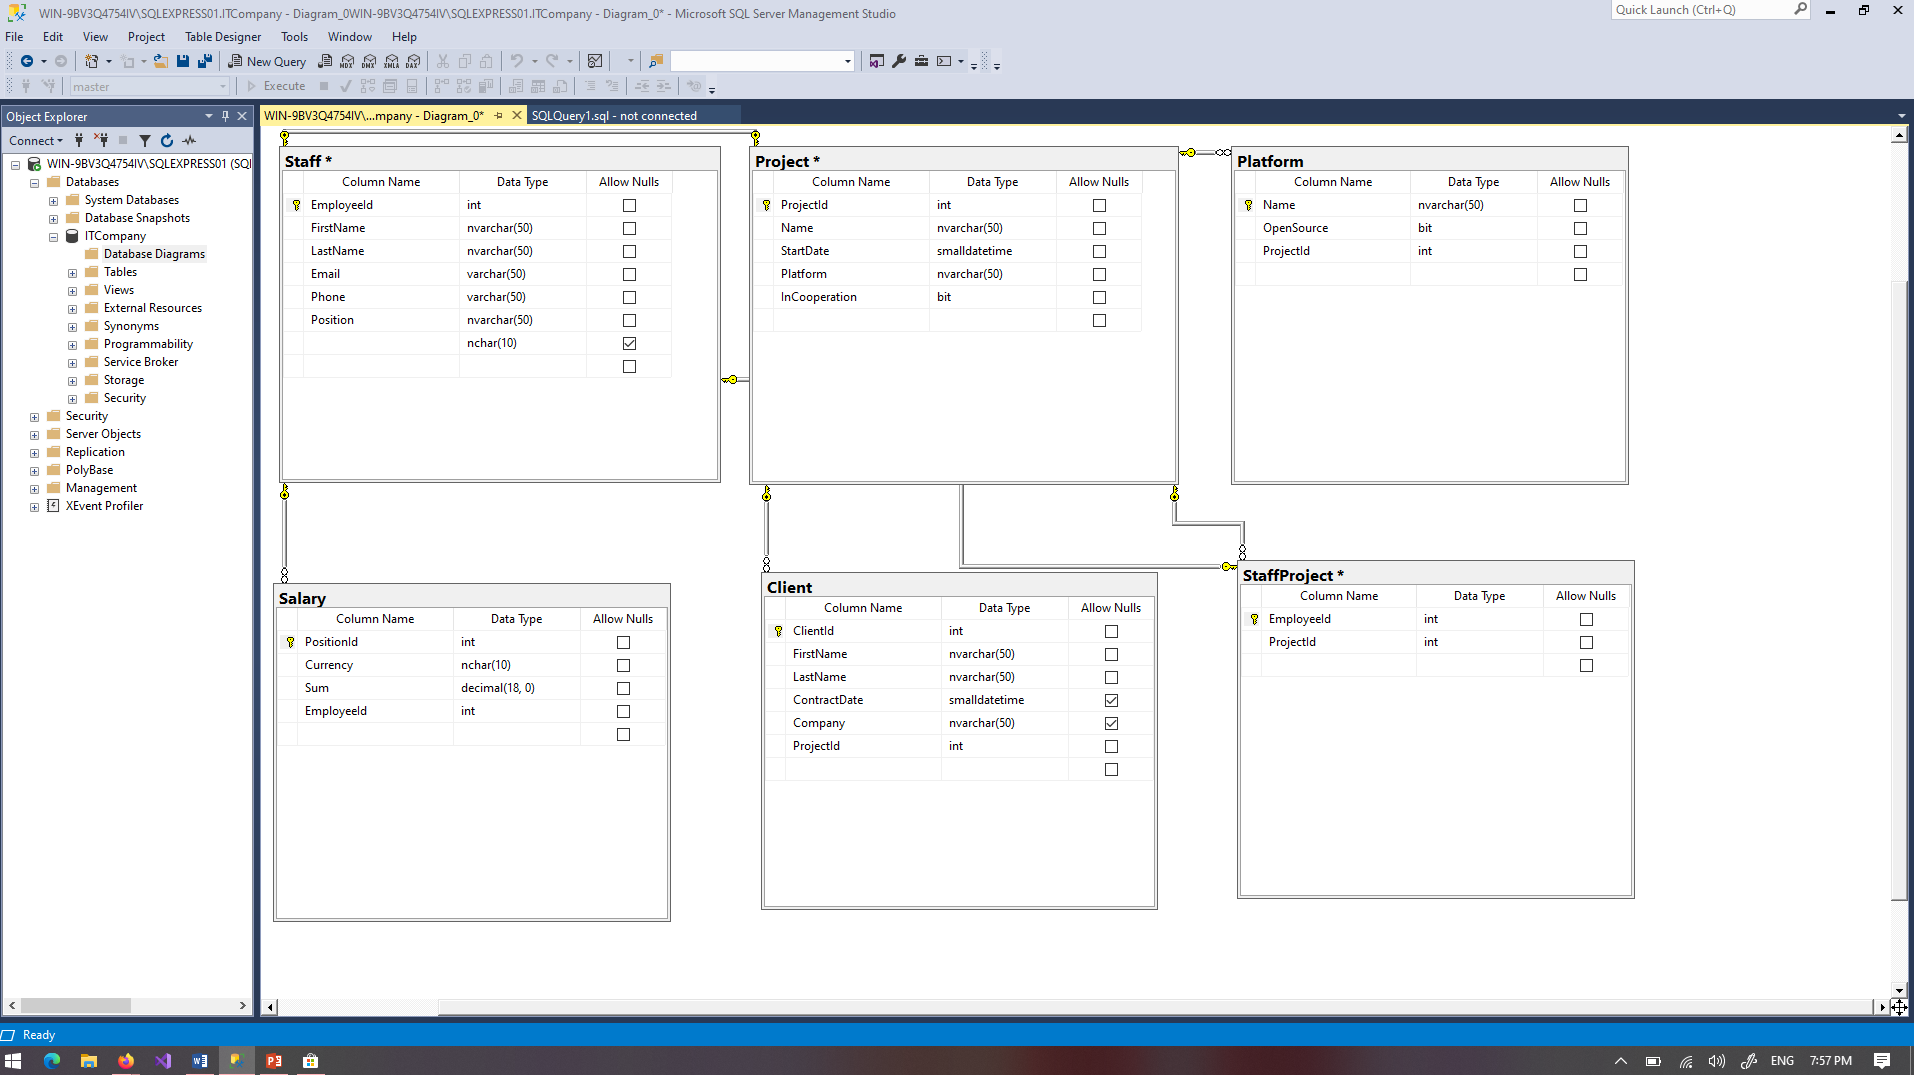 WIN-9BV3Q4754IV\SQLEXPRESS01.ITCompany - Diagram_0WIN-9BV3Q4754IV\SQLEXPRESS01.ITCompany - Diagram_0* - Microsoft SQL Server Management Studio
Quick Launch (Ctrl+Q)
File Edit View Project Table Designer Tools Window Help
New Query MDX DMX XMLA DAX
master Execute
Object Explorer
WIN-9BV3Q4754IV\...mpany - Diagram_0* SQLQuery1.sql - not connected
Connect
WIN-9BV3Q4754IV\SQLEXPRESS01 (SQL
Databases
System Databases
Database Snapshots
ITCompany
Database Diagrams
Tables
Views
External Resources
Synonyms
Programmability
Service Broker
Storage
Security
Security
Server Objects
Replication
PolyBase
Management
XEvent Profiler
Staff *
Column Name Data Type Allow Nulls
EmployeeId int
FirstName nvarchar(50)
LastName nvarchar(50)
Email varchar(50)
Phone varchar(50)
Position nvarchar(50)
nchar(10)
Project *
Column Name Data Type Allow Nulls
ProjectId int
Name nvarchar(50)
StartDate smalldatetime
Platform nvarchar(50)
InCooperation bit
Platform
Column Name Data Type Allow Nulls
Name nvarchar(50)
OpenSource bit
ProjectId int
Salary
Column Name Data Type Allow Nulls
PositionId int
Currency nchar(10)
Sum decimal(18, 0)
EmployeeId int
Client
Column Name Data Type Allow Nulls
ClientId int
FirstName nvarchar(50)
LastName nvarchar(50)
ContractDate smalldatetime
Company nvarchar(50)
ProjectId int
StaffProject *
Column Name Data Type Allow Nulls
EmployeeId int
ProjectId int
Ready
ENG 7:57 PM